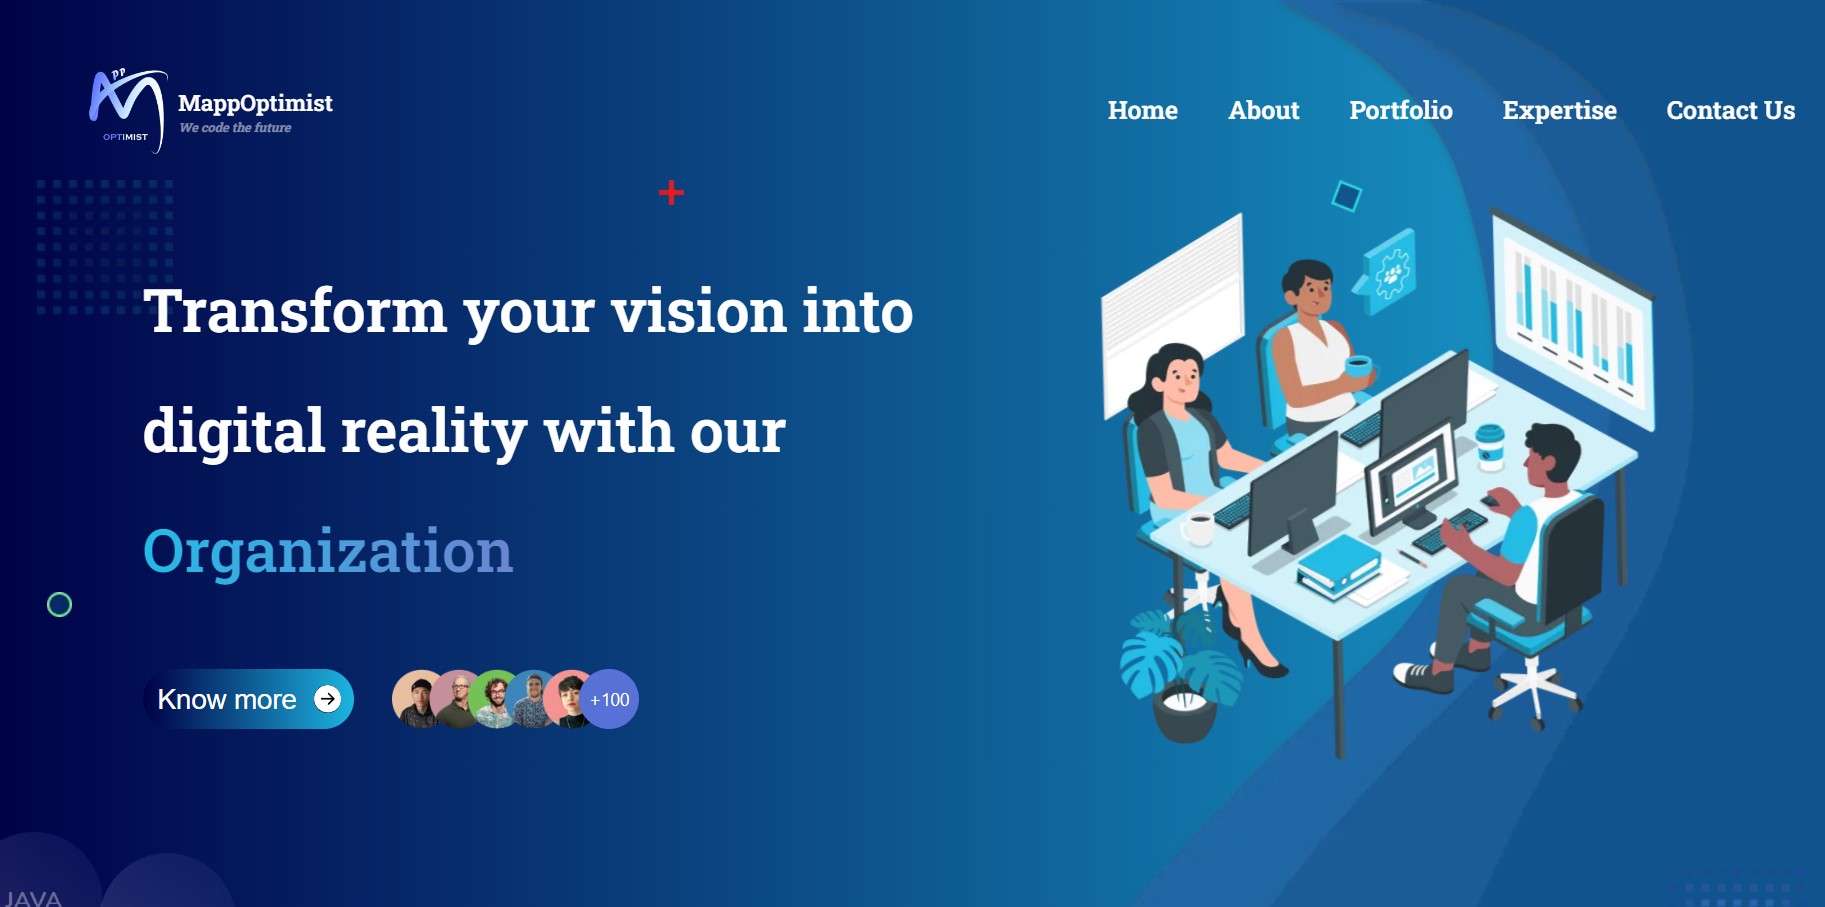 App
OPTIMIST
MappOptimist
We code the future
Home About Portfolio Expertise Contact Us
Transform your vision into
digital reality with our
Organization
Know more
+100
JAVA